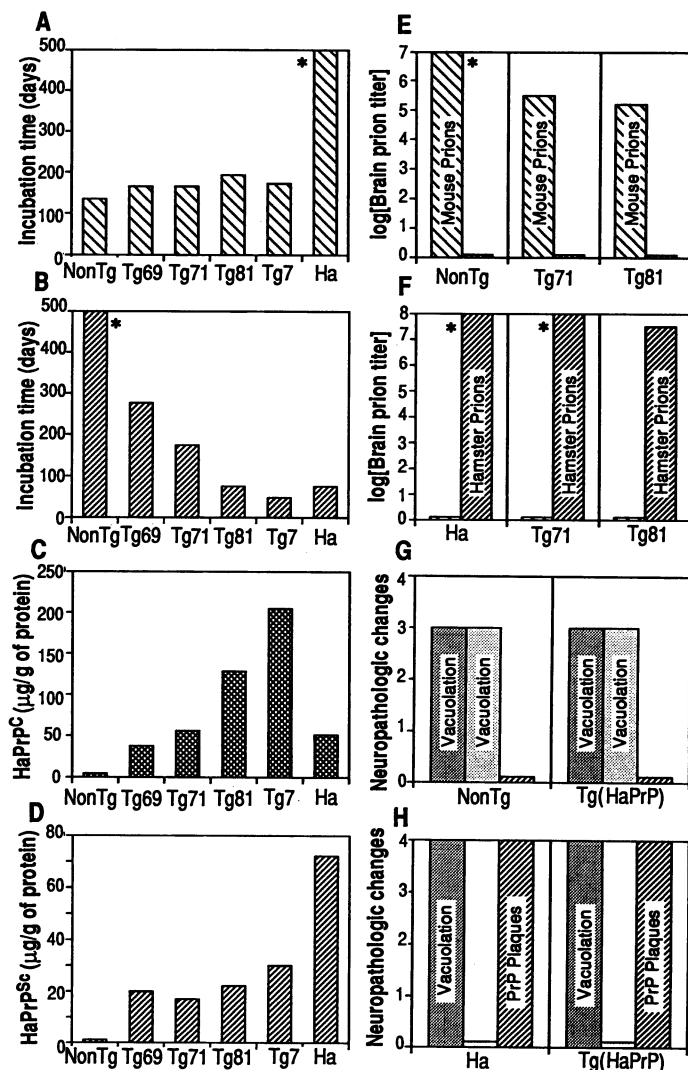 A
500
400
300
200
100
0
Incubation time (days)
*
NonTg Tg69 Tg71 Tg81 Tg7 Ha
B
500
400
300
200
100
0
Incubation time (days)
*
NonTg Tg69 Tg71 Tg81 Tg7 Ha
C
250
200
150
100
50
0
HaPrPC (μg/g of protein)
NonTg Tg69 Tg71 Tg81 Tg7 Ha
D
80
60
40
20
0
HaPrPSc (μg/g of protein)
NonTg Tg69 Tg71 Tg81 Tg7 Ha
E
7
6
5
4
3
2
1
0
log[Brain prion titer]
*
Mouse Prions
Mouse Prions
Mouse Prions
NonTg Tg71 Tg81
F
8
7
6
5
4
3
2
1
0
log[Brain prion titer]
* *
Hamster Prions
Hamster Prions
Hamster Prions
Ha Tg71 Tg81
G
4
3
2
1
0
Neuropathologic changes
Vacuolation
Vacuolation
Vacuolation
Vacuolation
NonTg Tg(HaPrP)
H
4
3
2
1
0
Neuropathologic changes
Vacuolation
PrP Plaques
Vacuolation
PrP Plaques
Ha Tg(HaPrP)